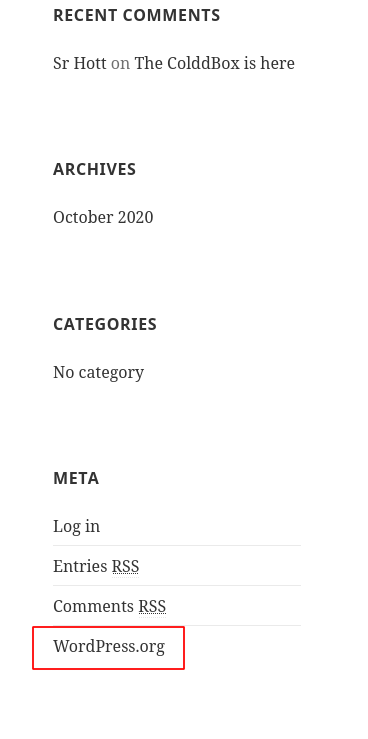 RECENT COMMENTS
Sr Hott on The ColddBox is here
ARCHIVES
October 2020
CATEGORIES
No category
META
Log in
Entries RSS
Comments RSS
WordPress.org